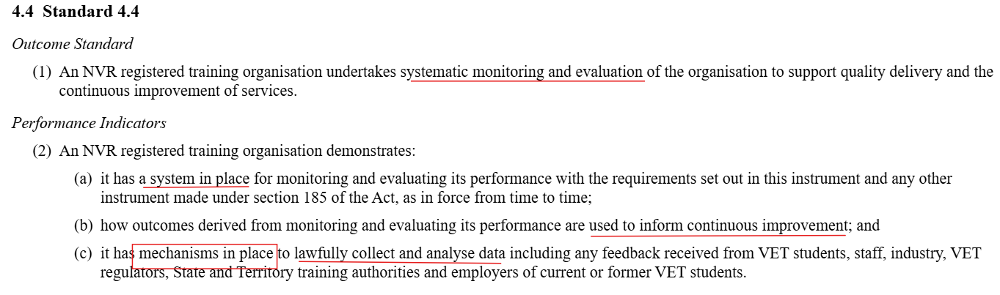 4.4 Standard 4.4
Outcome Standard
(1) An NVR registered training organisation undertakes systematic monitoring and evaluation of the organisation to support quality delivery and the
continuous improvement of services.
Performance Indicators
(2) An NVR registered training organisation demonstrates:
(a) it has a system in place for monitoring and evaluating its performance with the requirements set out in this instrument and any other
instrument made under section 185 of the Act, as in force from time to time;
(b) how outcomes derived from monitoring and evaluating its performance are used to inform continuous improvement; and
(c) it has mechanisms in place to lawfully collect and analyse data including any feedback received from VET students, staff, industry, VET
regulators, State and Territory training authorities and employers of current or former VET students.